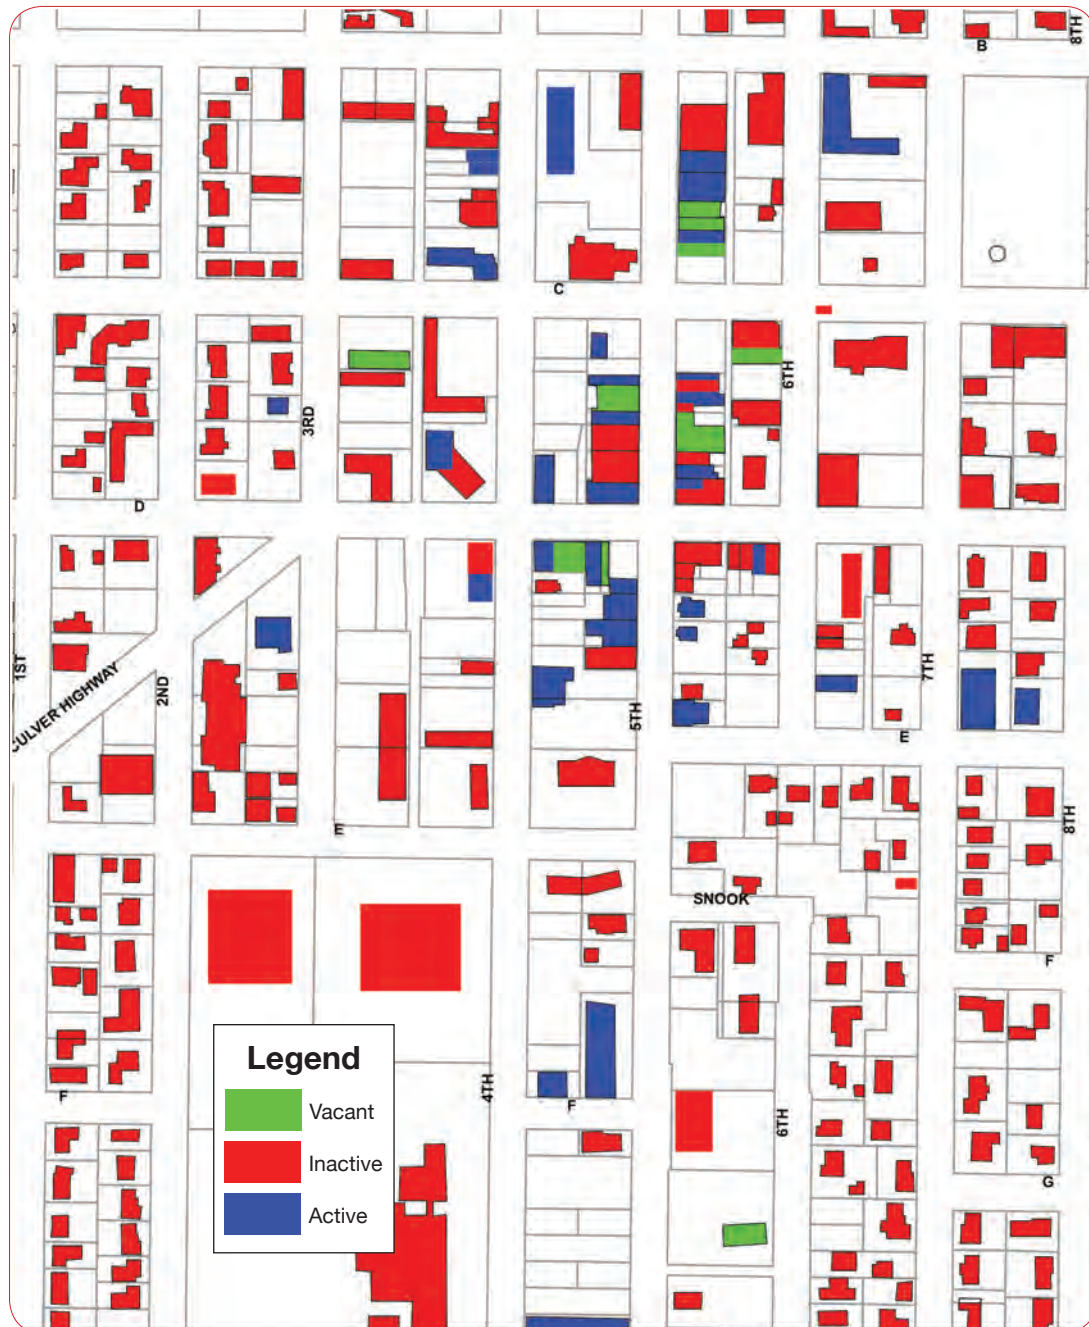 B
8TH
C
6TH
3RD
D
1ST
CULVER HIGHWAY
2ND
5TH
7TH
E
E
8TH
SNOOK
F
4TH
F
F
6TH
G
Legend
Vacant
Inactive
Active